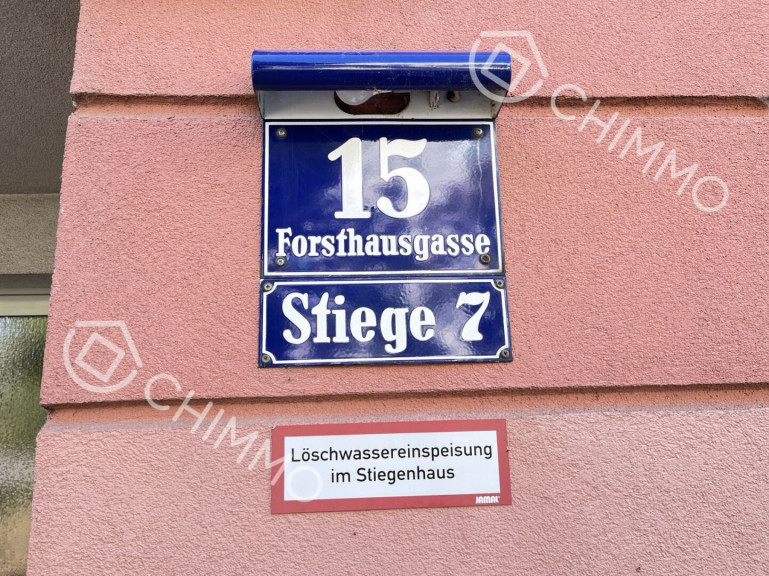 CHIMMO
15
Forsthausgasse
Stiege 7
CHIMMO
Löschwassereinspeisung
im Stiegenhaus
JAMAL